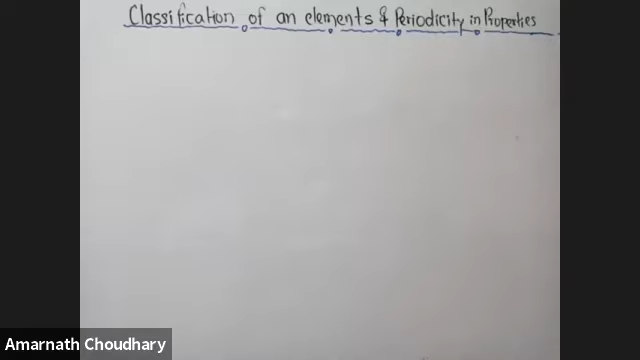 Classification of an elements & Periodicity in Properties
Amarnath Choudhary